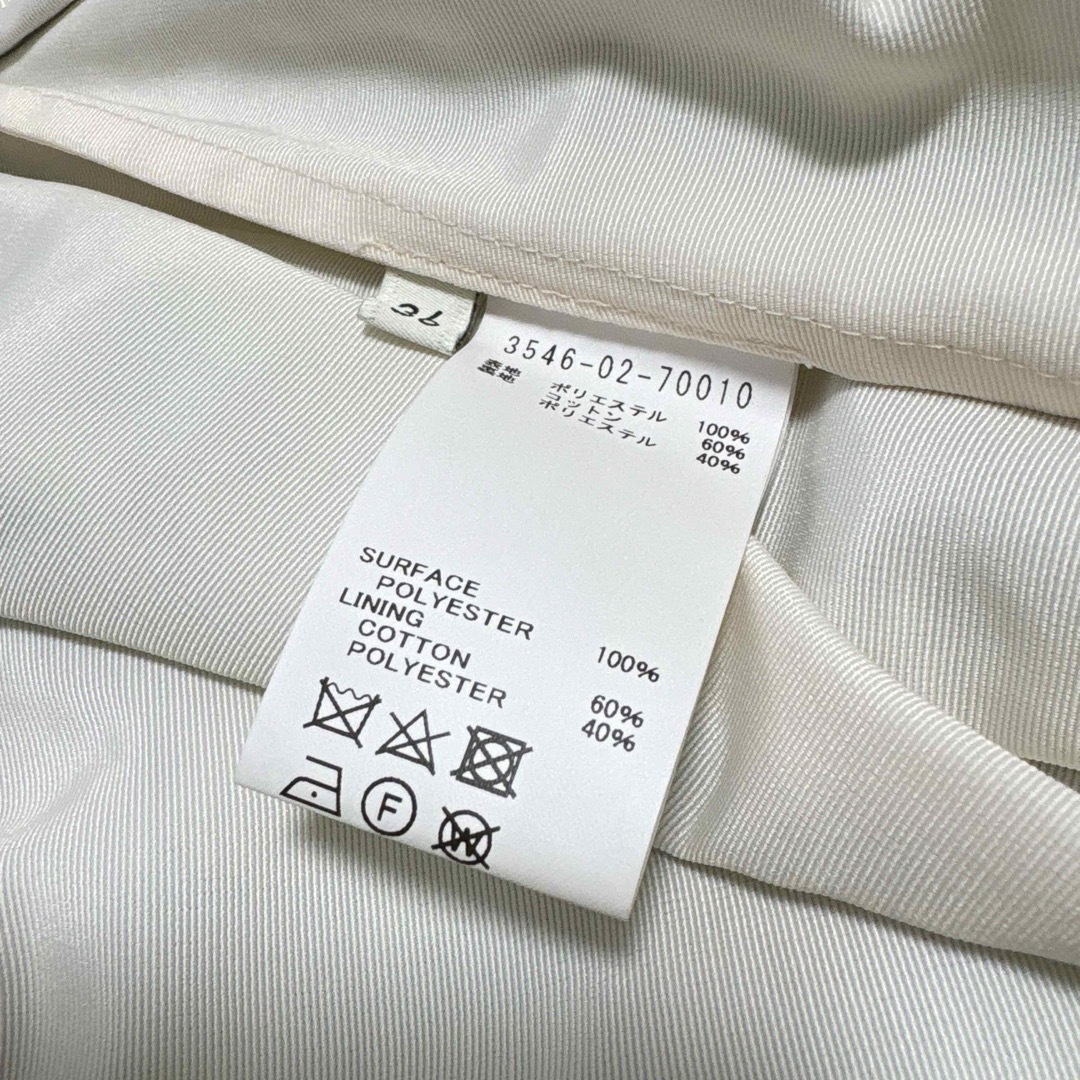 36
3546-02-70010
表地 ポリエステル 100%
裏地 コットン 60%
ポリエステル 40%
SURFACE
POLYESTER 100%
LINING
COTTON 60%
POLYESTER 40%
F
W